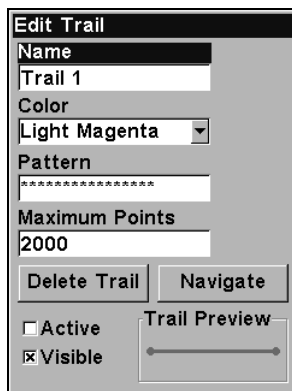 Edit Trail
Name
Trail 1
Color
Light Magenta
Pattern
***************
Maximum Points
2000
Delete Trail Navigate
Active Trail Preview
Visible